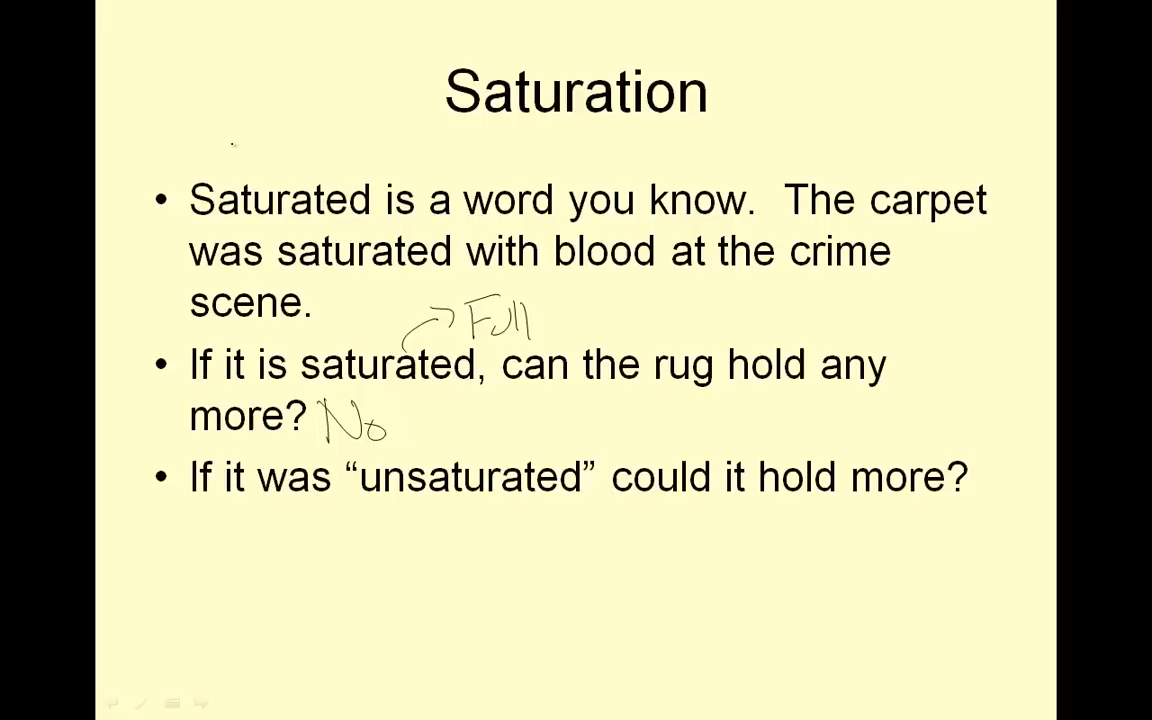 Saturation
• Saturated is a word you know.  The carpet
was saturated with blood at the crime
scene.
Full
• If it is saturated, can the rug hold any
more? No
• If it was “unsaturated” could it hold more?